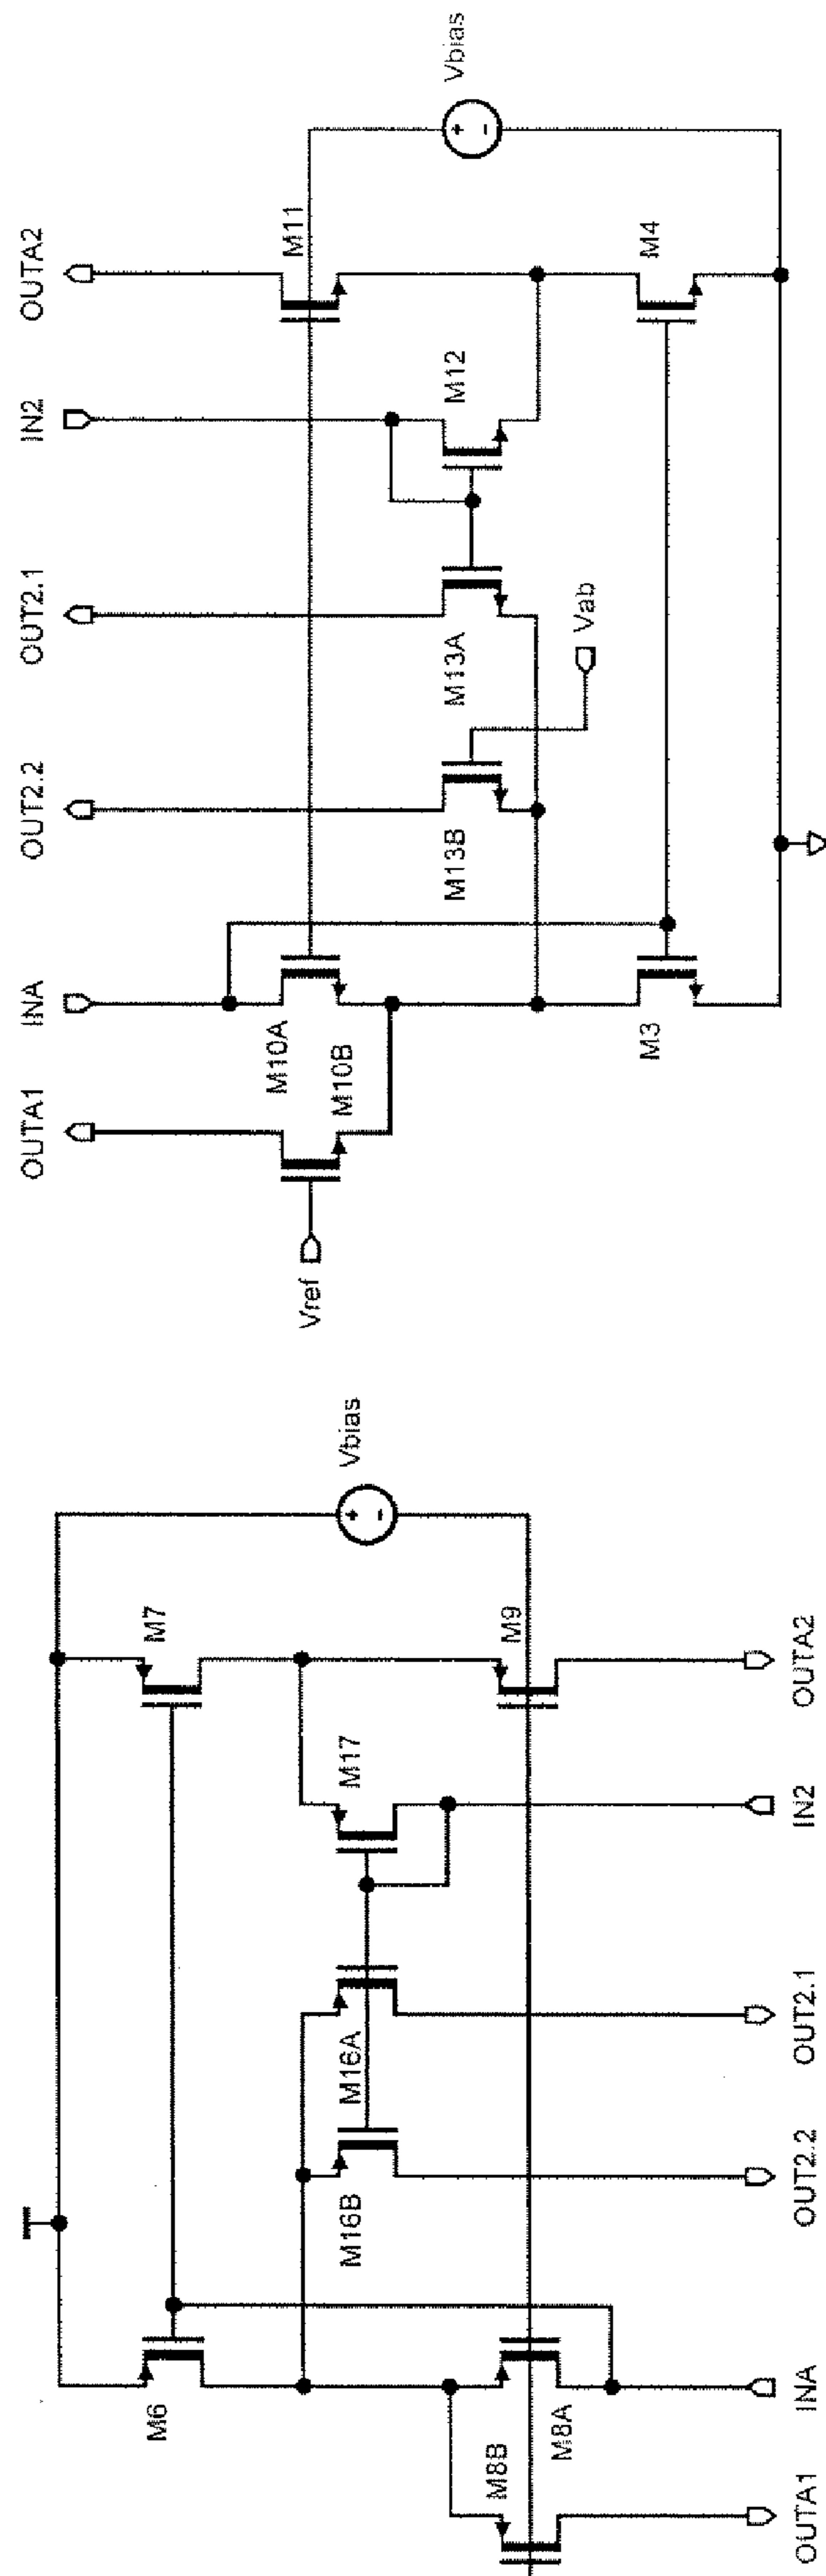 Vbias
OUTA2
M11
M4
IN2
M12
OUT2.1
M13A
Vab
OUT2.2
M13B
INA
M10A
M3
OUTA1
M10B
Vref
Vbias
M7
M9
OUTA2
M17
IN2
M16A
OUT2.1
M16B
OUT2.2
M6
M8A
INA
M8B
OUTA1